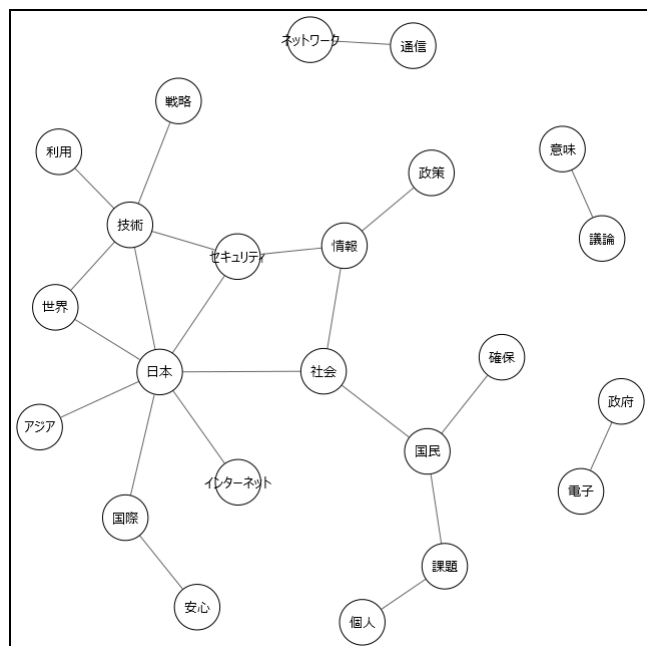 ネットワーク
通信
戦略
利用
意味
政策
技術
議論
情報
セキュリティ
世界
確保
日本
社会
政府
アジア
国民
インターネット
電子
国際
課題
安心
個人